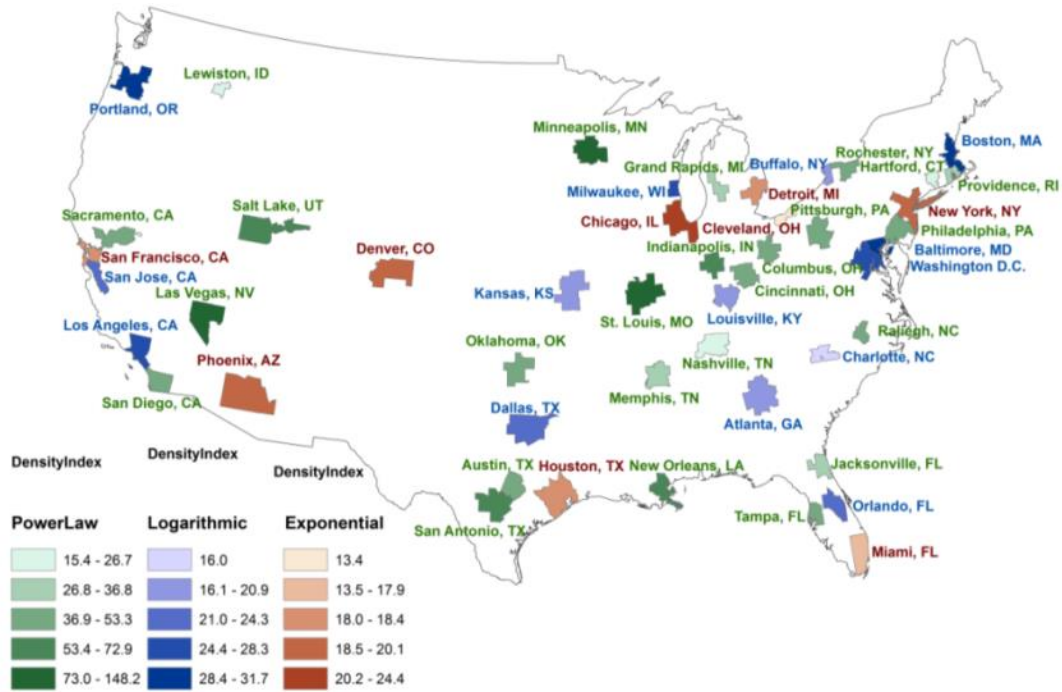 Lewiston, ID
Portland, OR
Minneapolis, MN
Boston, MA
Rochester, NY
Grand Rapids, MI
Buffalo, NY
Hartford, CT
Milwaukee, WI
Detroit, MI
Providence, RI
Sacramento, CA
Salt Lake, UT
Chicago, IL
Cleveland, OH
Pittsburgh, PA
New York, NY
Philadelphia, PA
Denver, CO
Indianapolis, IN
Baltimore, MD
San Francisco, CA
Columbus, OH
Washington D.C.
San Jose, CA
Cincinnati, OH
Las Vegas, NV
Kansas, KS
St. Louis, MO
Louisville, KY
Los Angeles, CA
Raliegh, NC
Oklahoma, OK
Nashville, TN
Charlotte, NC
Phoenix, AZ
Memphis, TN
San Diego, CA
Dallas, TX
Atlanta, GA
Austin, TX
Houston, TX
New Orleans, LA
Jacksonville, FL
San Antonio, TX
Tampa, FL
Orlando, FL
Miami, FL
DensityIndex
DensityIndex
DensityIndex
PowerLaw
Logarithmic
Exponential
15.4 - 26.7
16.0
13.4
26.8 - 36.8
16.1 - 20.9
13.5 - 17.9
36.9 - 53.3
21.0 - 24.3
18.0 - 18.4
53.4 - 72.9
24.4 - 28.3
18.5 - 20.1
73.0 - 148.2
28.4 - 31.7
20.2 - 24.4